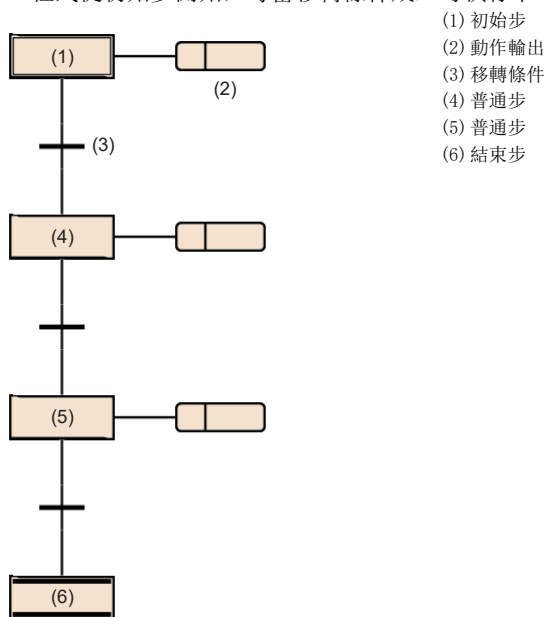 (1) 初始步
(2) 動作輸出
(3) 移轉條件
(4) 普通步
(5) 普通步
(6) 結束步
(1)
(2)
(3)
(4)
(5)
(6)